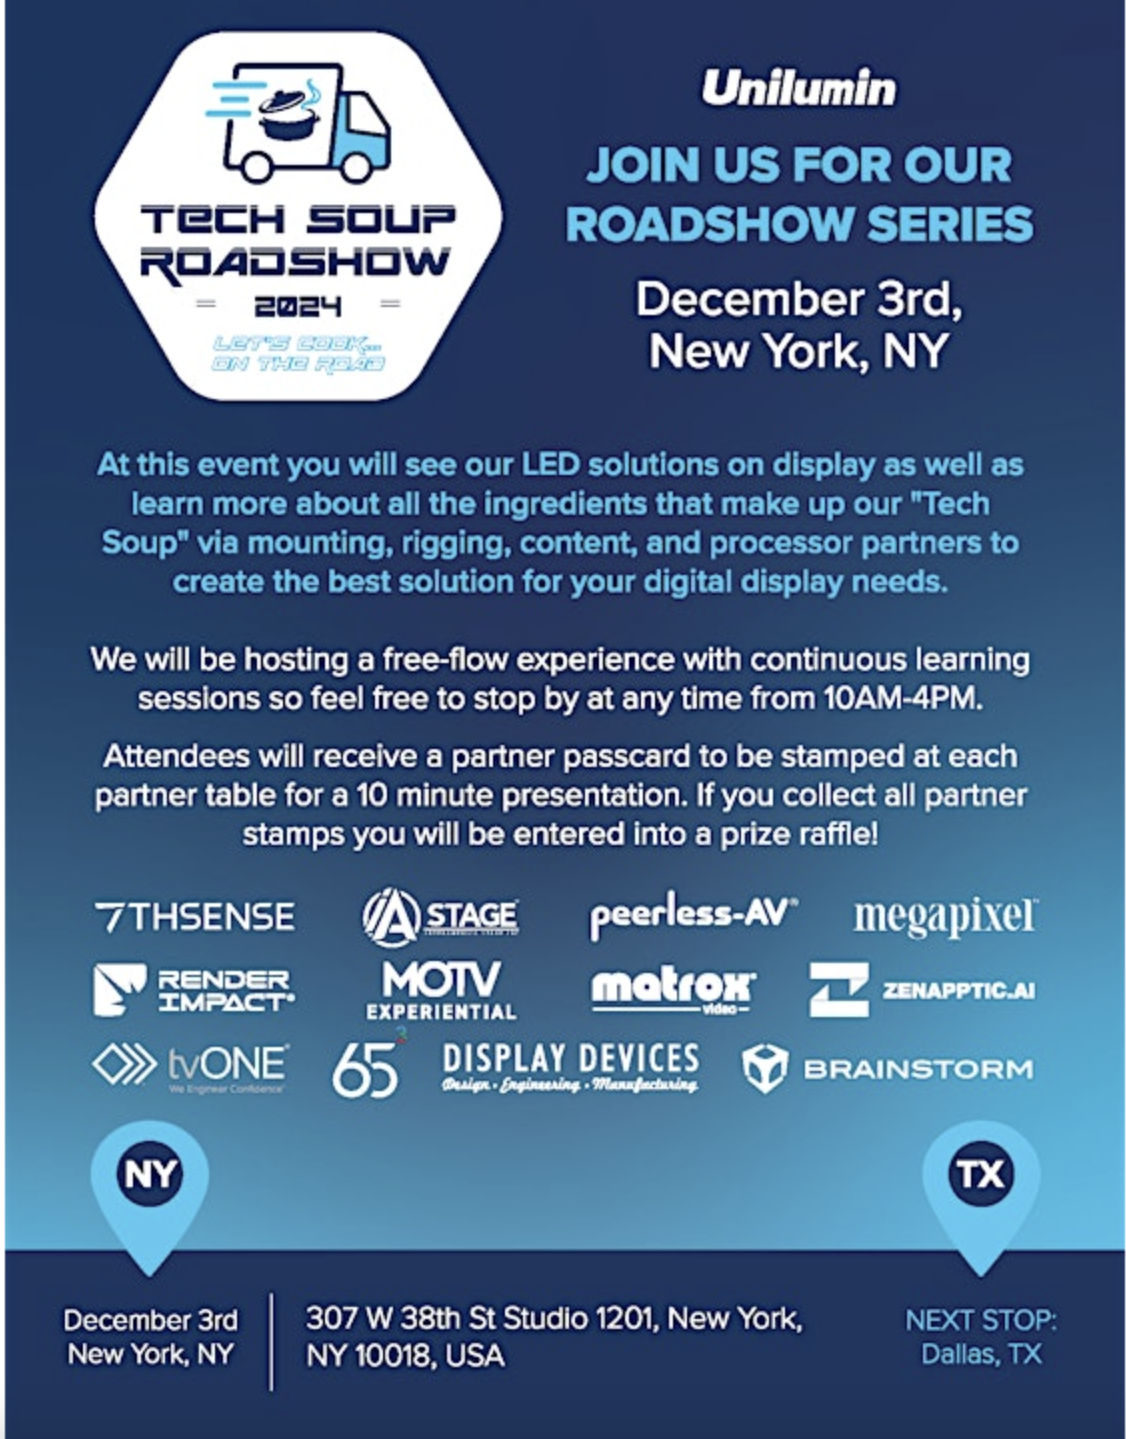 TECH SOUP
ROADSHOW
2024
LET'S COOK...
ON THE ROAD
Unilumin
JOIN US FOR OUR
ROADSHOW SERIES
December 3rd,
New York, NY
At this event you will see our LED solutions on display as well as
learn more about all the ingredients that make up our "Tech
Soup" via mounting, rigging, content, and processor partners to
create the best solution for your digital display needs.
We will be hosting a free-flow experience with continuous learning
sessions so feel free to stop by at any time from 10AM-4PM.
Attendees will receive a partner passcard to be stamped at each
partner table for a 10 minute presentation. If you collect all partner
stamps you will be entered into a prize raffle!
7THSENSE
A STAGE
peerless-AV®
megapixel™
RENDER
IMPACT
MOTV
EXPERIENTIAL
matrox®
video
ZENAPPTIC.AI
tvONE
We Engineer Confidence
65
DISPLAY DEVICES
Design • Engineering • Manufacturing
BRAINSTORM
NY
TX
December 3rd
New York, NY
307 W 38th St Studio 1201, New York,
NY 10018, USA
NEXT STOP:
Dallas, TX